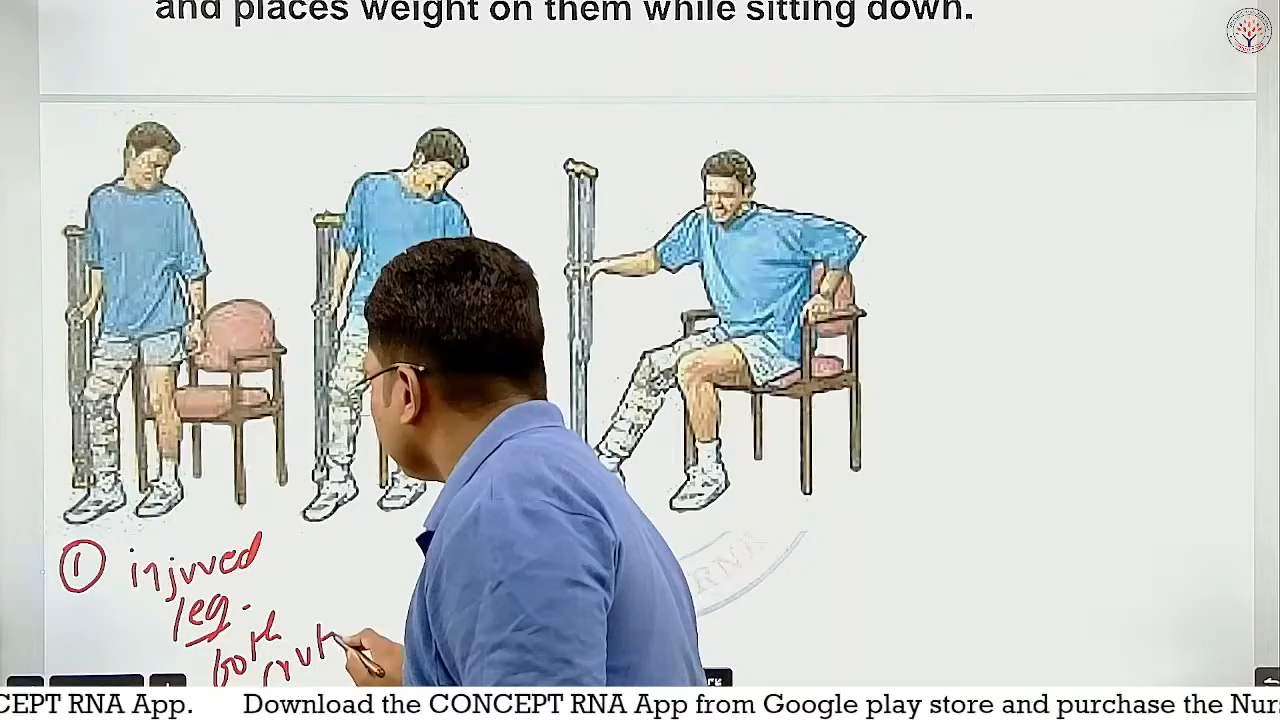 and places weight on them while sitting down.
① injured
leg.
both
RNA
CEPT RNA App. Download the CONCEPT RNA App from Google play store and purchase the Nur